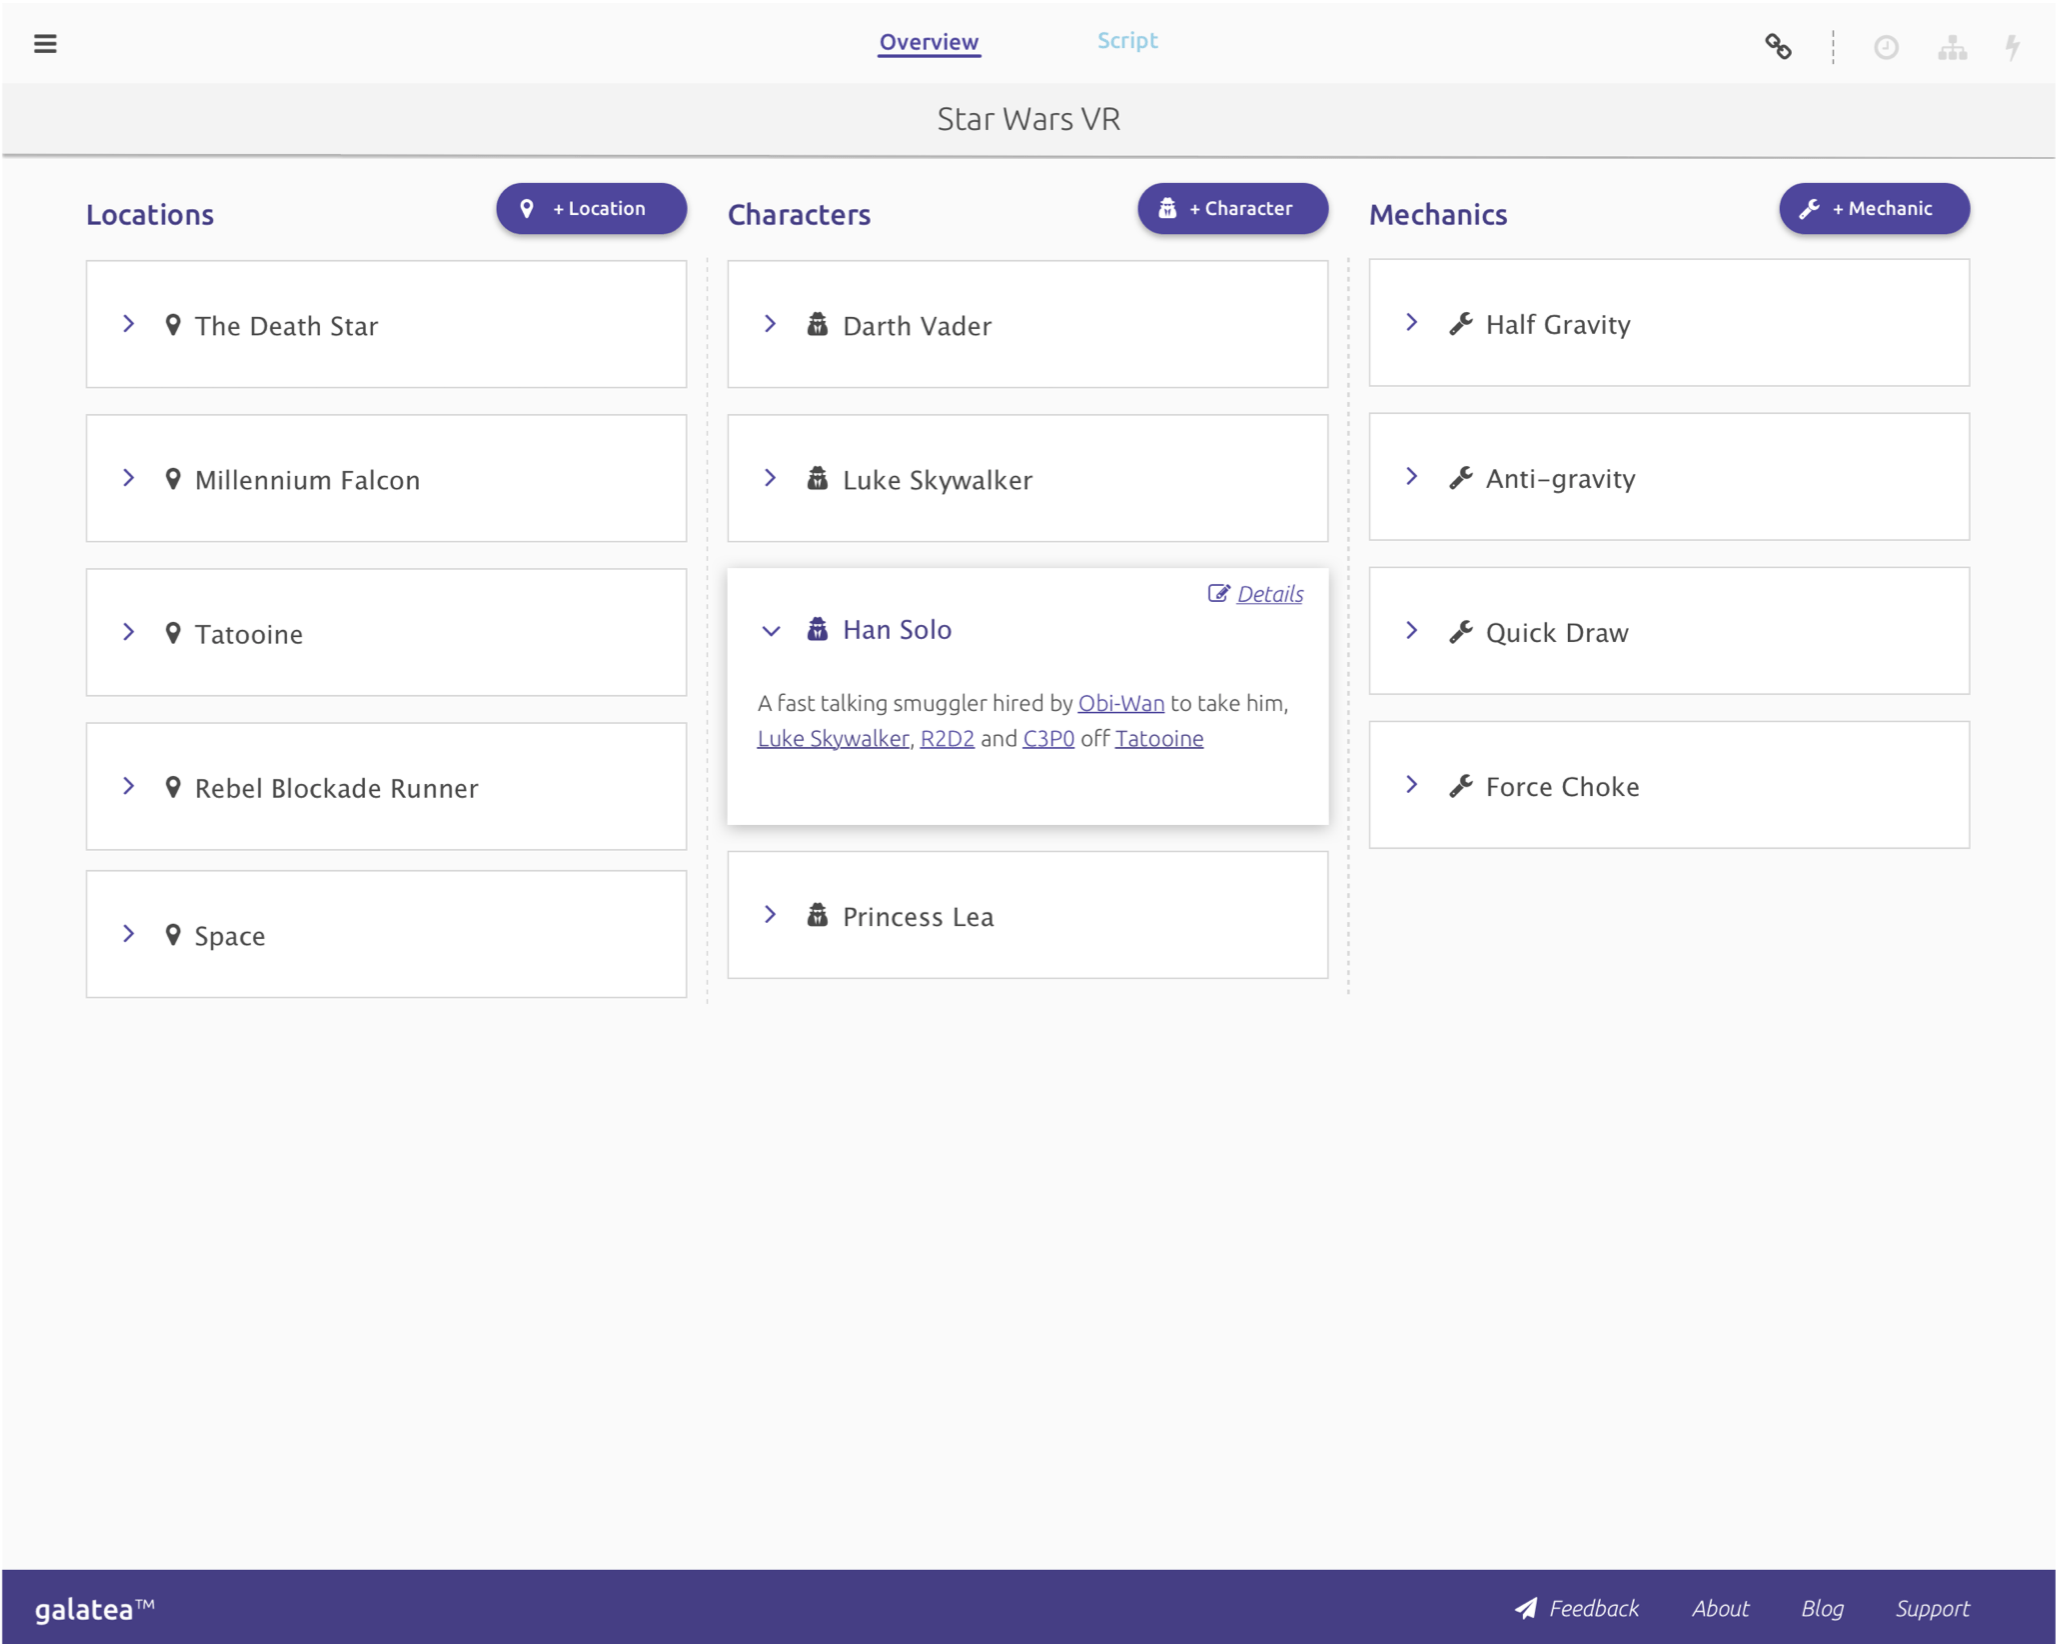 Overview Script
Star Wars VR
Locations
+ Location
The Death Star
Millennium Falcon
Tatooine
Rebel Blockade Runner
Space
Characters
+ Character
Darth Vader
Luke Skywalker
Details
Han Solo
A fast talking smuggler hired by Obi-Wan to take him,
Luke Skywalker, R2D2 and C3P0 off Tatooine
Princess Lea
Mechanics
+ Mechanic
Half Gravity
Anti-gravity
Quick Draw
Force Choke
galatea™
Feedback About Blog Support